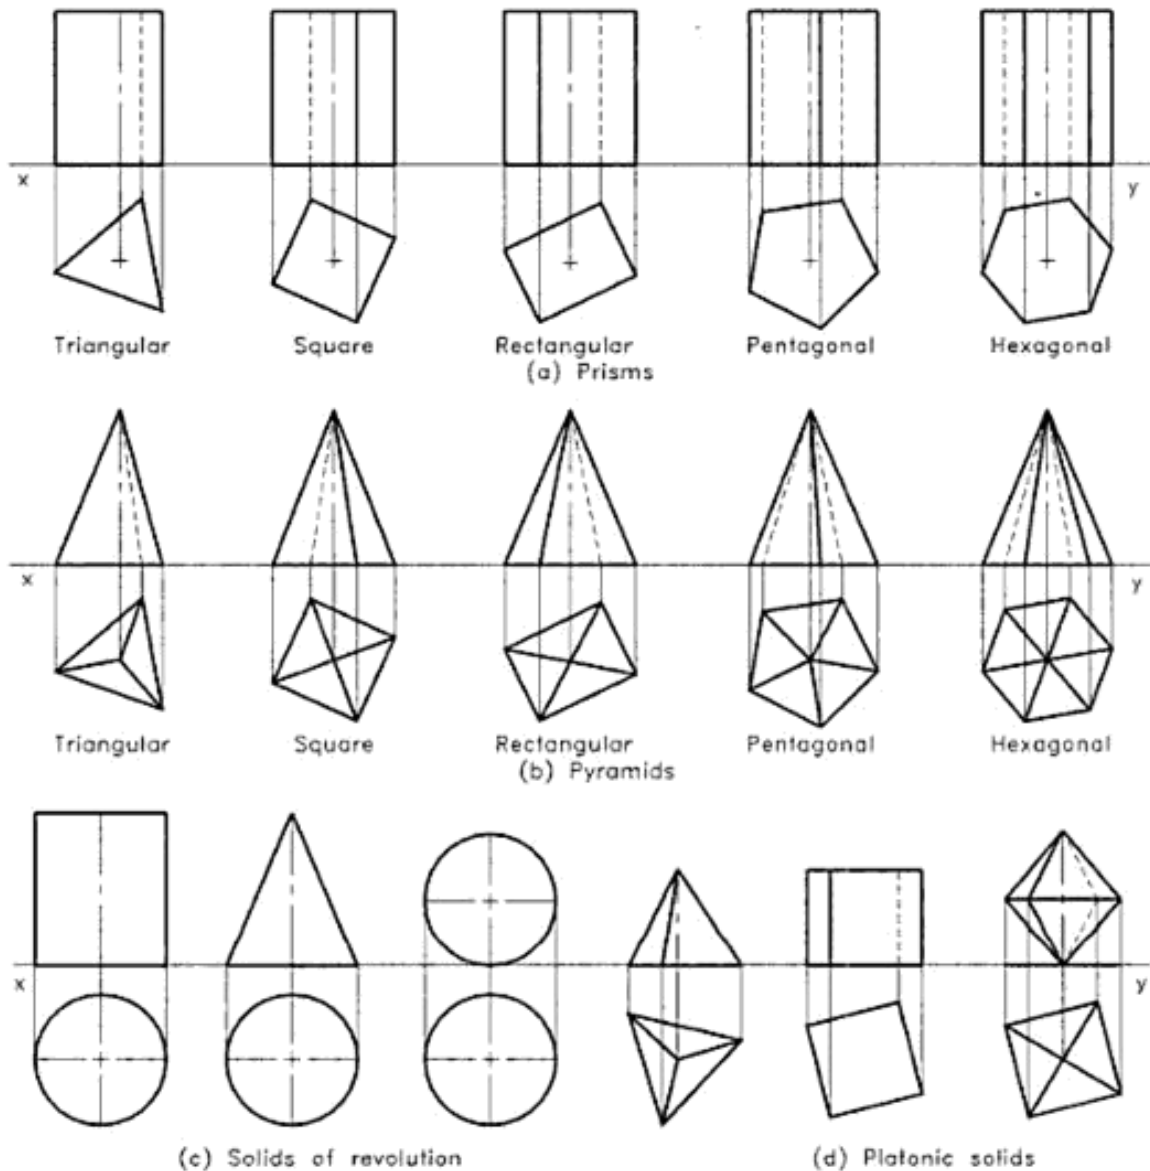 x y
Triangular Square Rectangular Pentagonal Hexagonal
(a) Prisms
x y
Triangular Square Rectangular Pentagonal Hexagonal
(b) Pyramids
x y
(c) Solids of revolution (d) Platonic solids